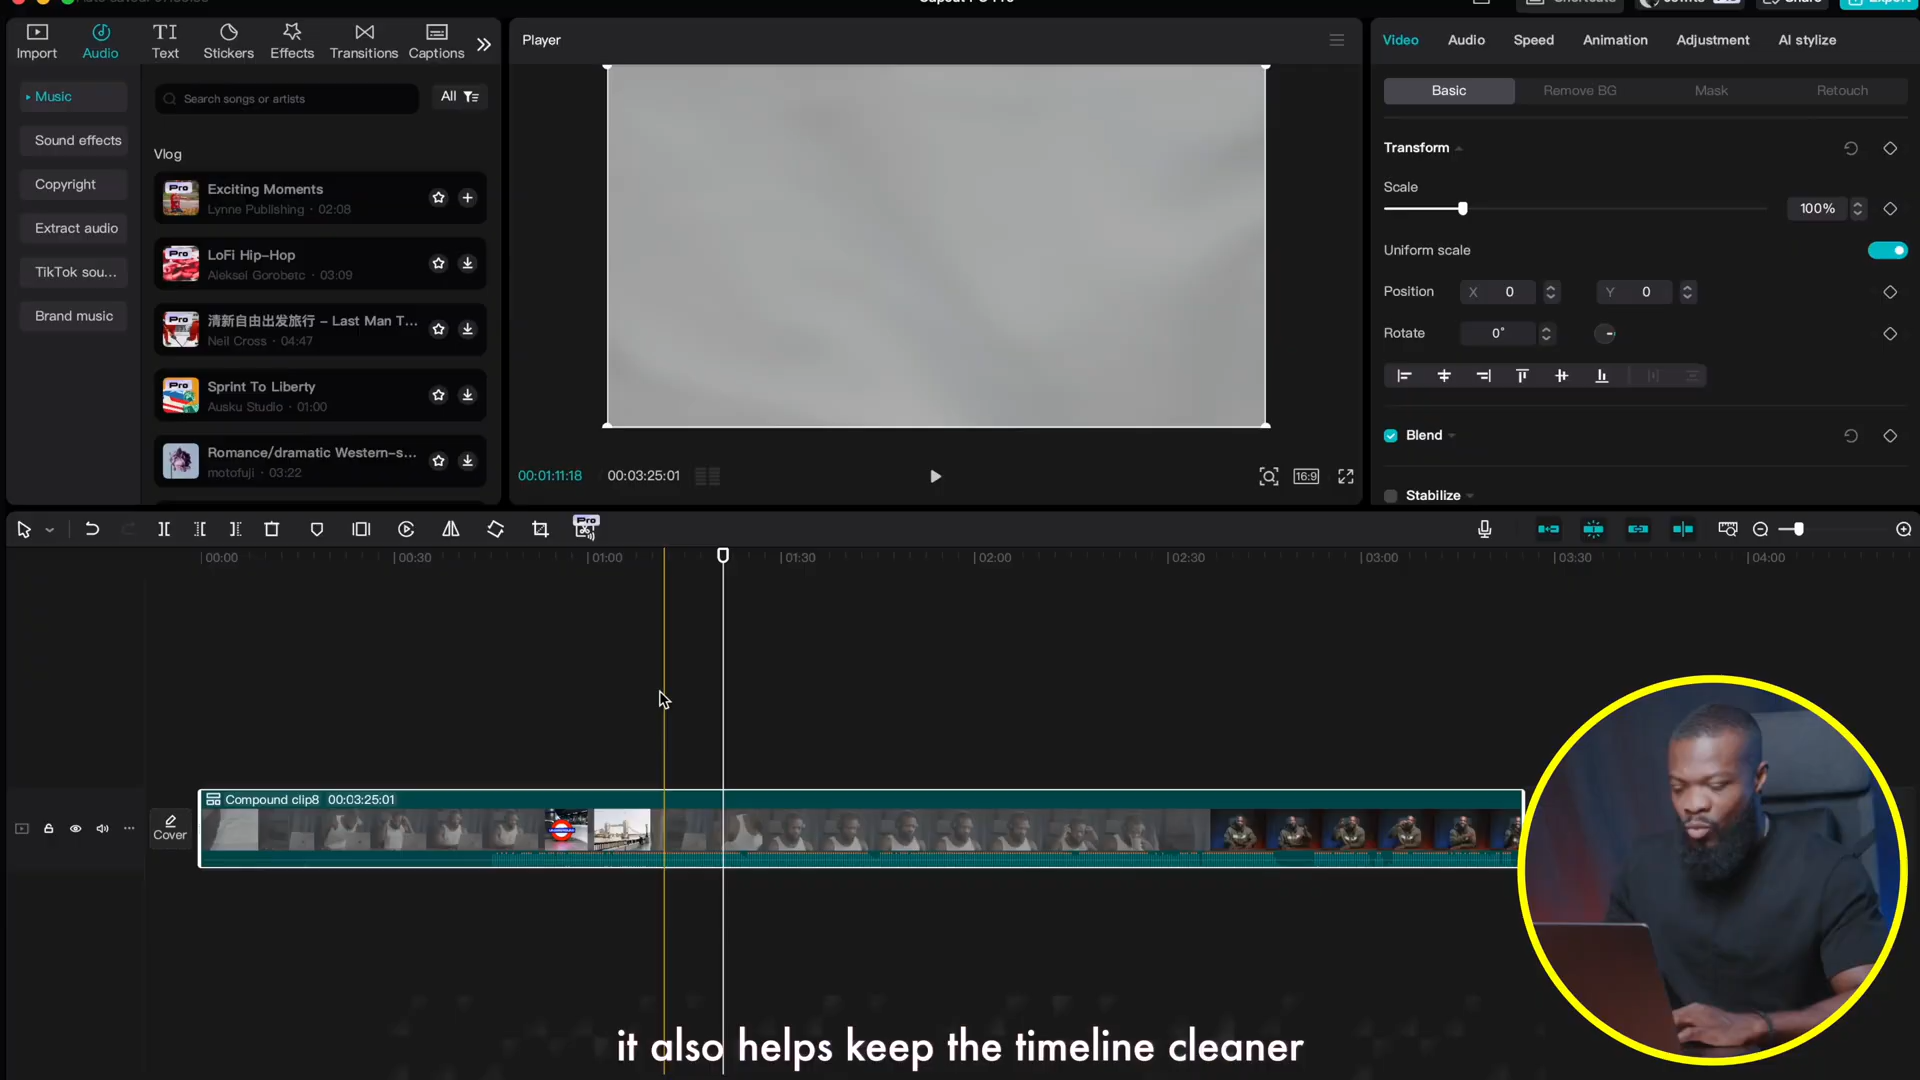 Import
Audio
Text
Stickers
Effects
Transitions
Captions
Music
Sound effects
Copyright
Extract audio
TikTok sou...
Brand music
Search songs or artists
All
Vlog
Pro
Exciting Moments
Lynne Publishing · 02:08
Pro
LoFi Hip-Hop
Aleksei Gorobetc · 03:09
Pro
清新自由出发旅行 – Last Man T...
Neil Cross · 04:47
Pro
Sprint To Liberty
Ausku Studio · 01:00
Romance/dramatic Western-s...
motofuji · 03:22
Player
00:01:11:18
00:03:25:01
16:9
Video
Audio
Speed
Animation
Adjustment
AI stylize
Basic
Remove BG
Mask
Retouch
Transform
Scale
100%
Uniform scale
Position
X 0
Y 0
Rotate
0°
Blend
Stabilize
Pro
00:00
00:30
01:00
01:30
02:00
02:30
03:00
03:30
04:00
Cover
Compound clip8 00:03:25:01
it also helps keep the timeline cleaner